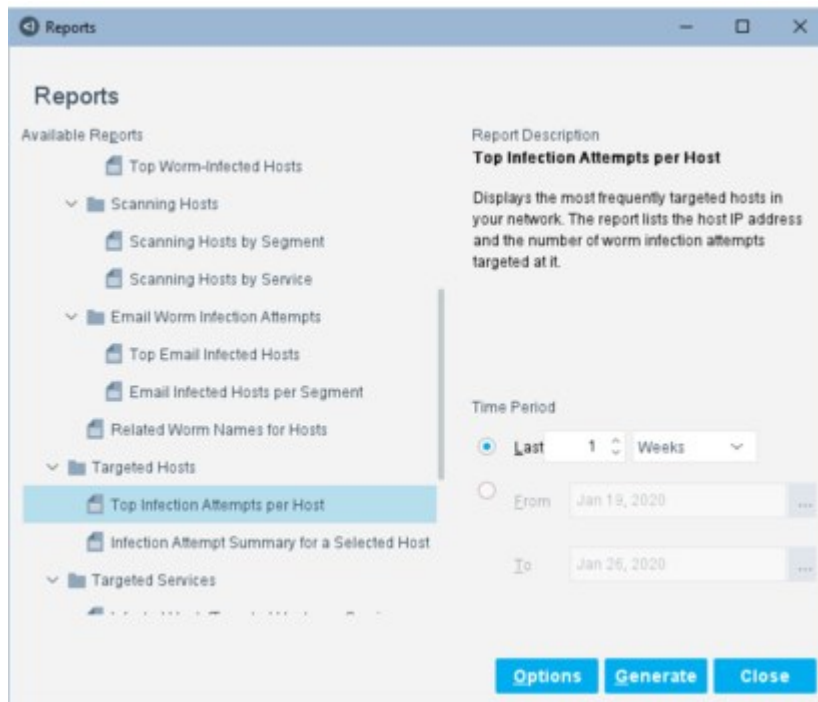 Reports
Reports
Available Reports
Top Worm-Infected Hosts
Scanning Hosts
Scanning Hosts by Segment
Scanning Hosts by Service
Email Worm Infection Attempts
Top Email Infected Hosts
Email Infected Hosts per Segment
Related Worm Names for Hosts
Targeted Hosts
Top Infection Attempts per Host
Infection Attempt Summary for a Selected Host
Targeted Services
Report Description
Top Infection Attempts per Host
Displays the most frequently targeted hosts in
your network. The report lists the host IP address
and the number of worm infection attempts
targeted at it.
Time Period
Last 1 Weeks
From Jan 19, 2020 ...
To Jan 26, 2020 ...
Options Generate Close